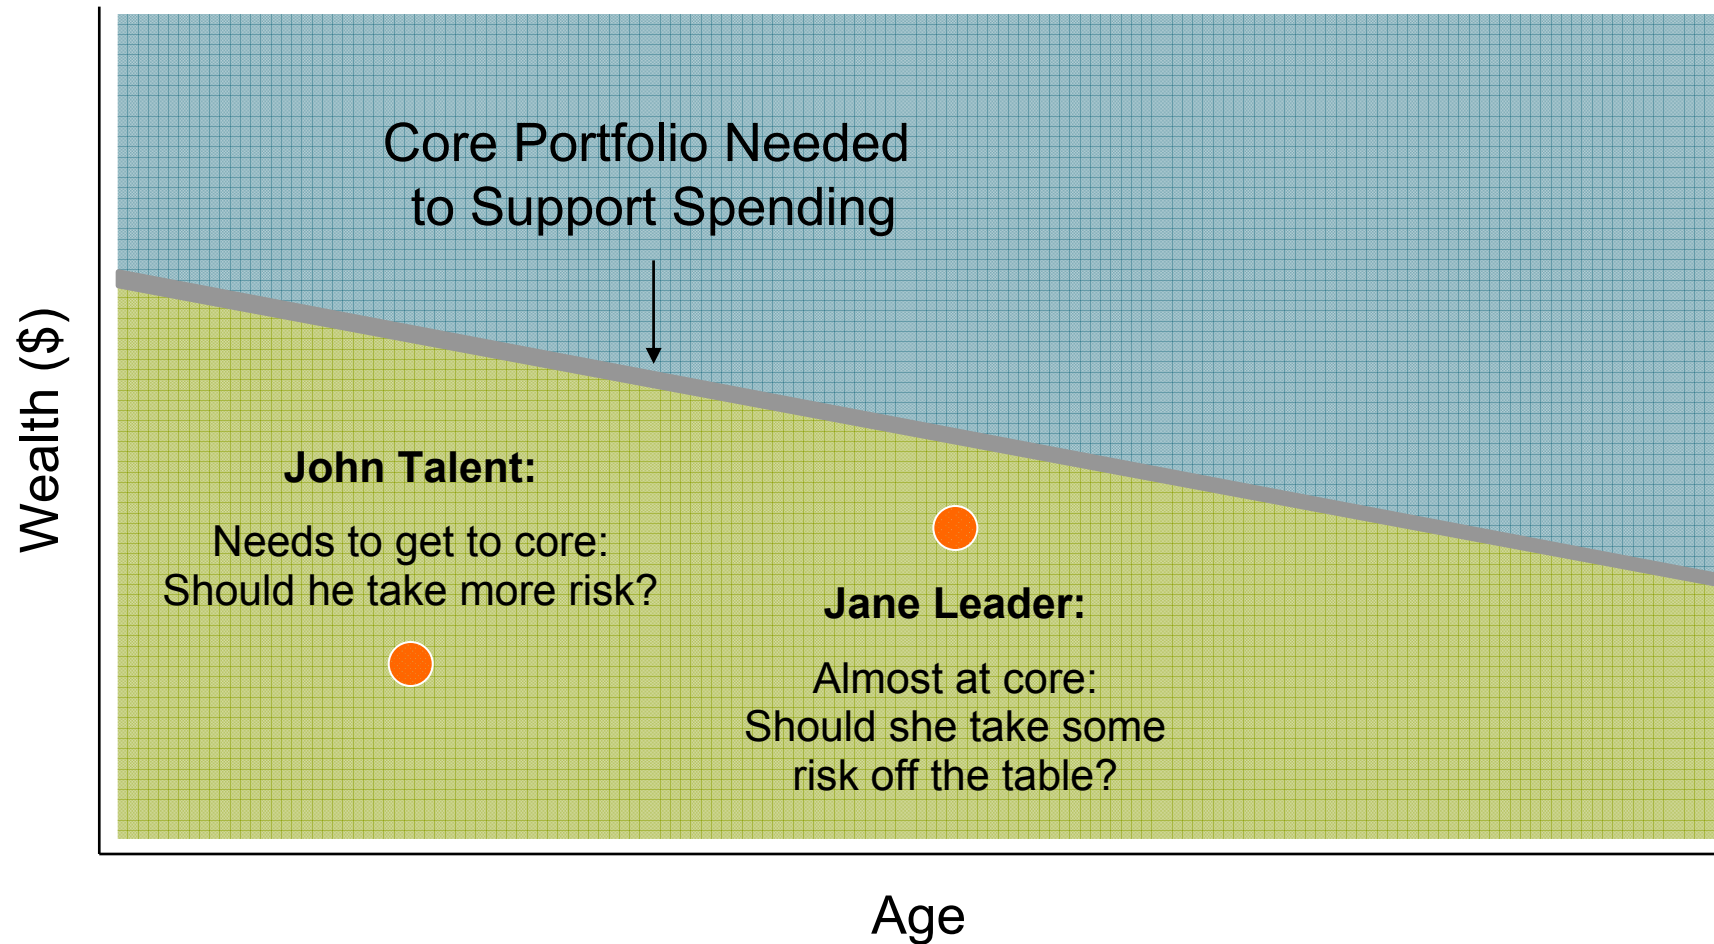 Core Portfolio Needed
to Support Spending
Wealth ($)
John Talent:
Needs to get to core:
Should he take more risk?
Jane Leader:
Almost at core:
Should she take some
risk off the table?
Age